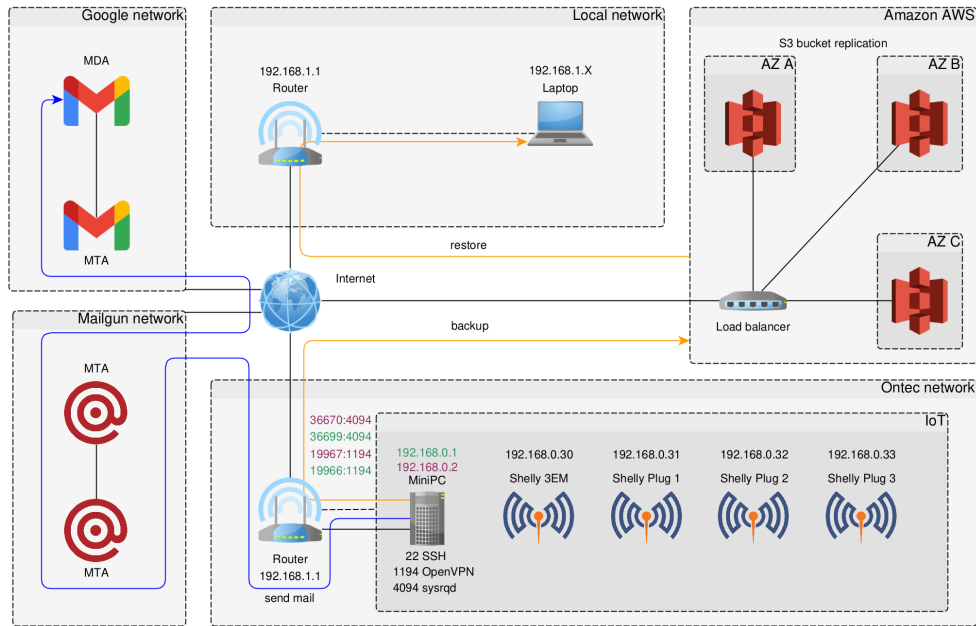 Google network
MDA
MTA
Mailgun network
MTA
MTA
Local network
192.168.1.1
Router
192.168.1.X
Laptop
restore
Internet
backup
Amazon AWS
S3 bucket replication
AZ A
AZ B
AZ C
Load balancer
Ontec network
36670:4094
36699:4094
19967:1194
19966:1194
Router
192.168.1.1
send mail
IoT
192.168.0.1
192.168.0.2
MiniPC
22 SSH
1194 OpenVPN
4094 sysrqd
192.168.0.30
Shelly 3EM
192.168.0.31
Shelly Plug 1
192.168.0.32
Shelly Plug 2
192.168.0.33
Shelly Plug 3